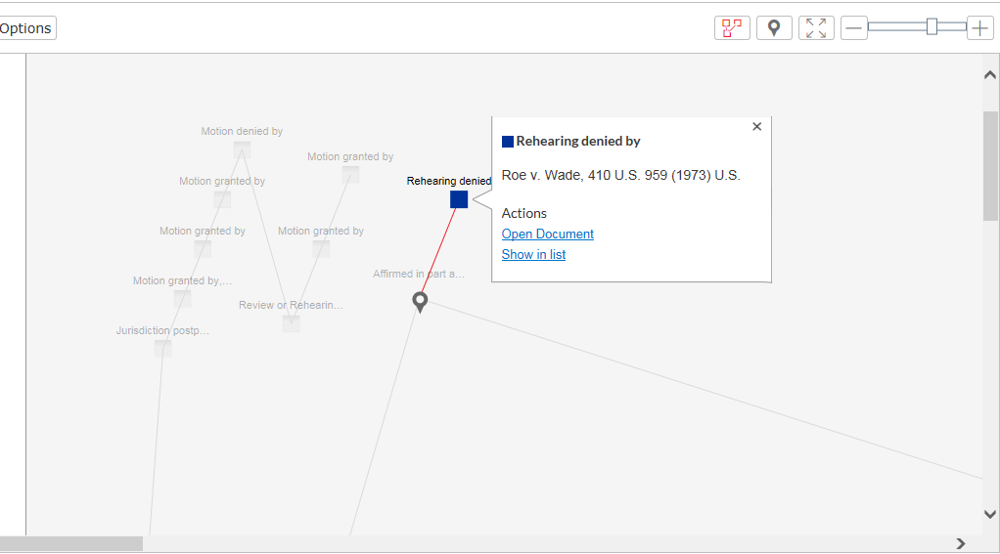 Options
Motion denied by
Motion granted by
Motion granted by
Rehearing denied
Motion granted by
Motion granted by
Affirmed in part a...
Motion granted by,...
Review or Rehearin...
Jurisdiction postp...
Rehearing denied by
Roe v. Wade, 410 U.S. 959 (1973) U.S.
Actions
Open Document
Show in list